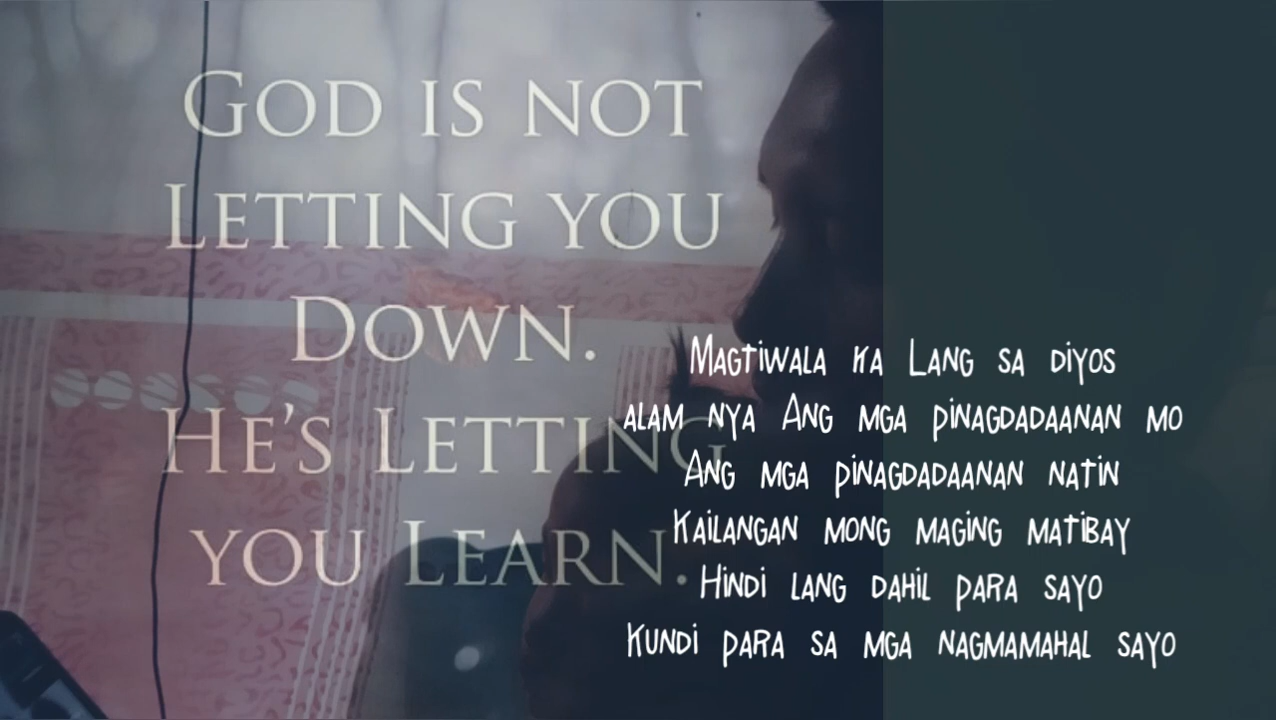 God is not
Letting you
Down.
He's Letting
you Learn.
Magtiwala ka Lang sa diyos
alam nya Ang mga pinagdadaanan mo
Ang mga pinagdadaanan natin
Kailangan mong maging matibay
Hindi lang dahil para sayo
Kundi para sa mga nagmamahal sayo